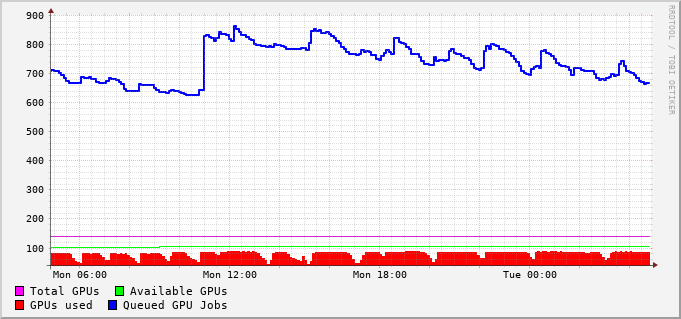 900
800
700
600
500
400
300
200
100
Mon 06:00 Mon 12:00 Mon 18:00 Tue 00:00
Total GPUs Available GPUs
GPUs used Queued GPU Jobs
RRDTOOL / TOBI OETIKER